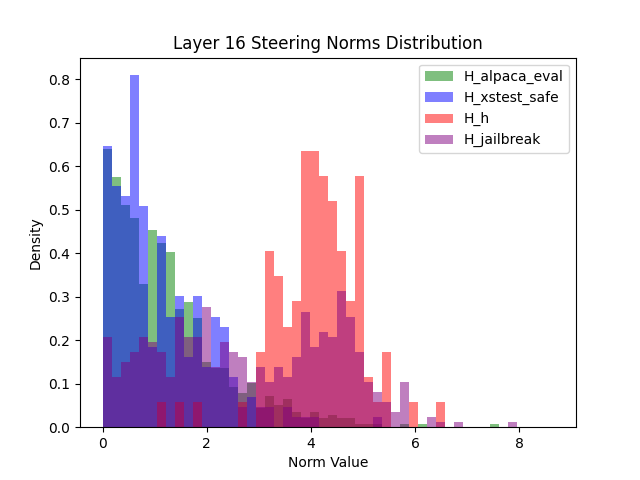 Layer 16 Steering Norms Distribution
H_alpaca_eval
H_xstest_safe
H_h
H_jailbreak
0.8
0.7
0.6
0.5
0.4
0.3
0.2
0.1
0.0
Density
0 2 4 6 8
Norm Value